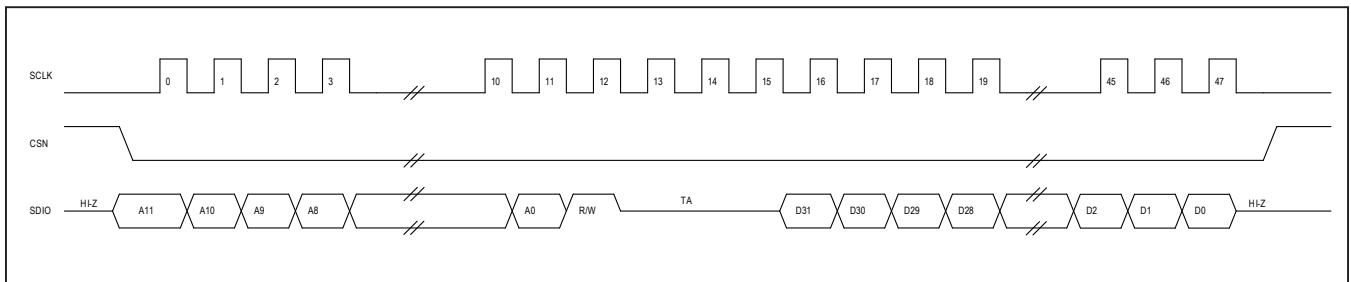 SCLK 0 1 2 3 10 11 12 13 14 15 16 17 18 19 45 46 47
CSN
SDIO HI-Z A11 A10 A9 A8 A0 R/W TA D31 D30 D29 D28 D2 D1 D0 HI-Z